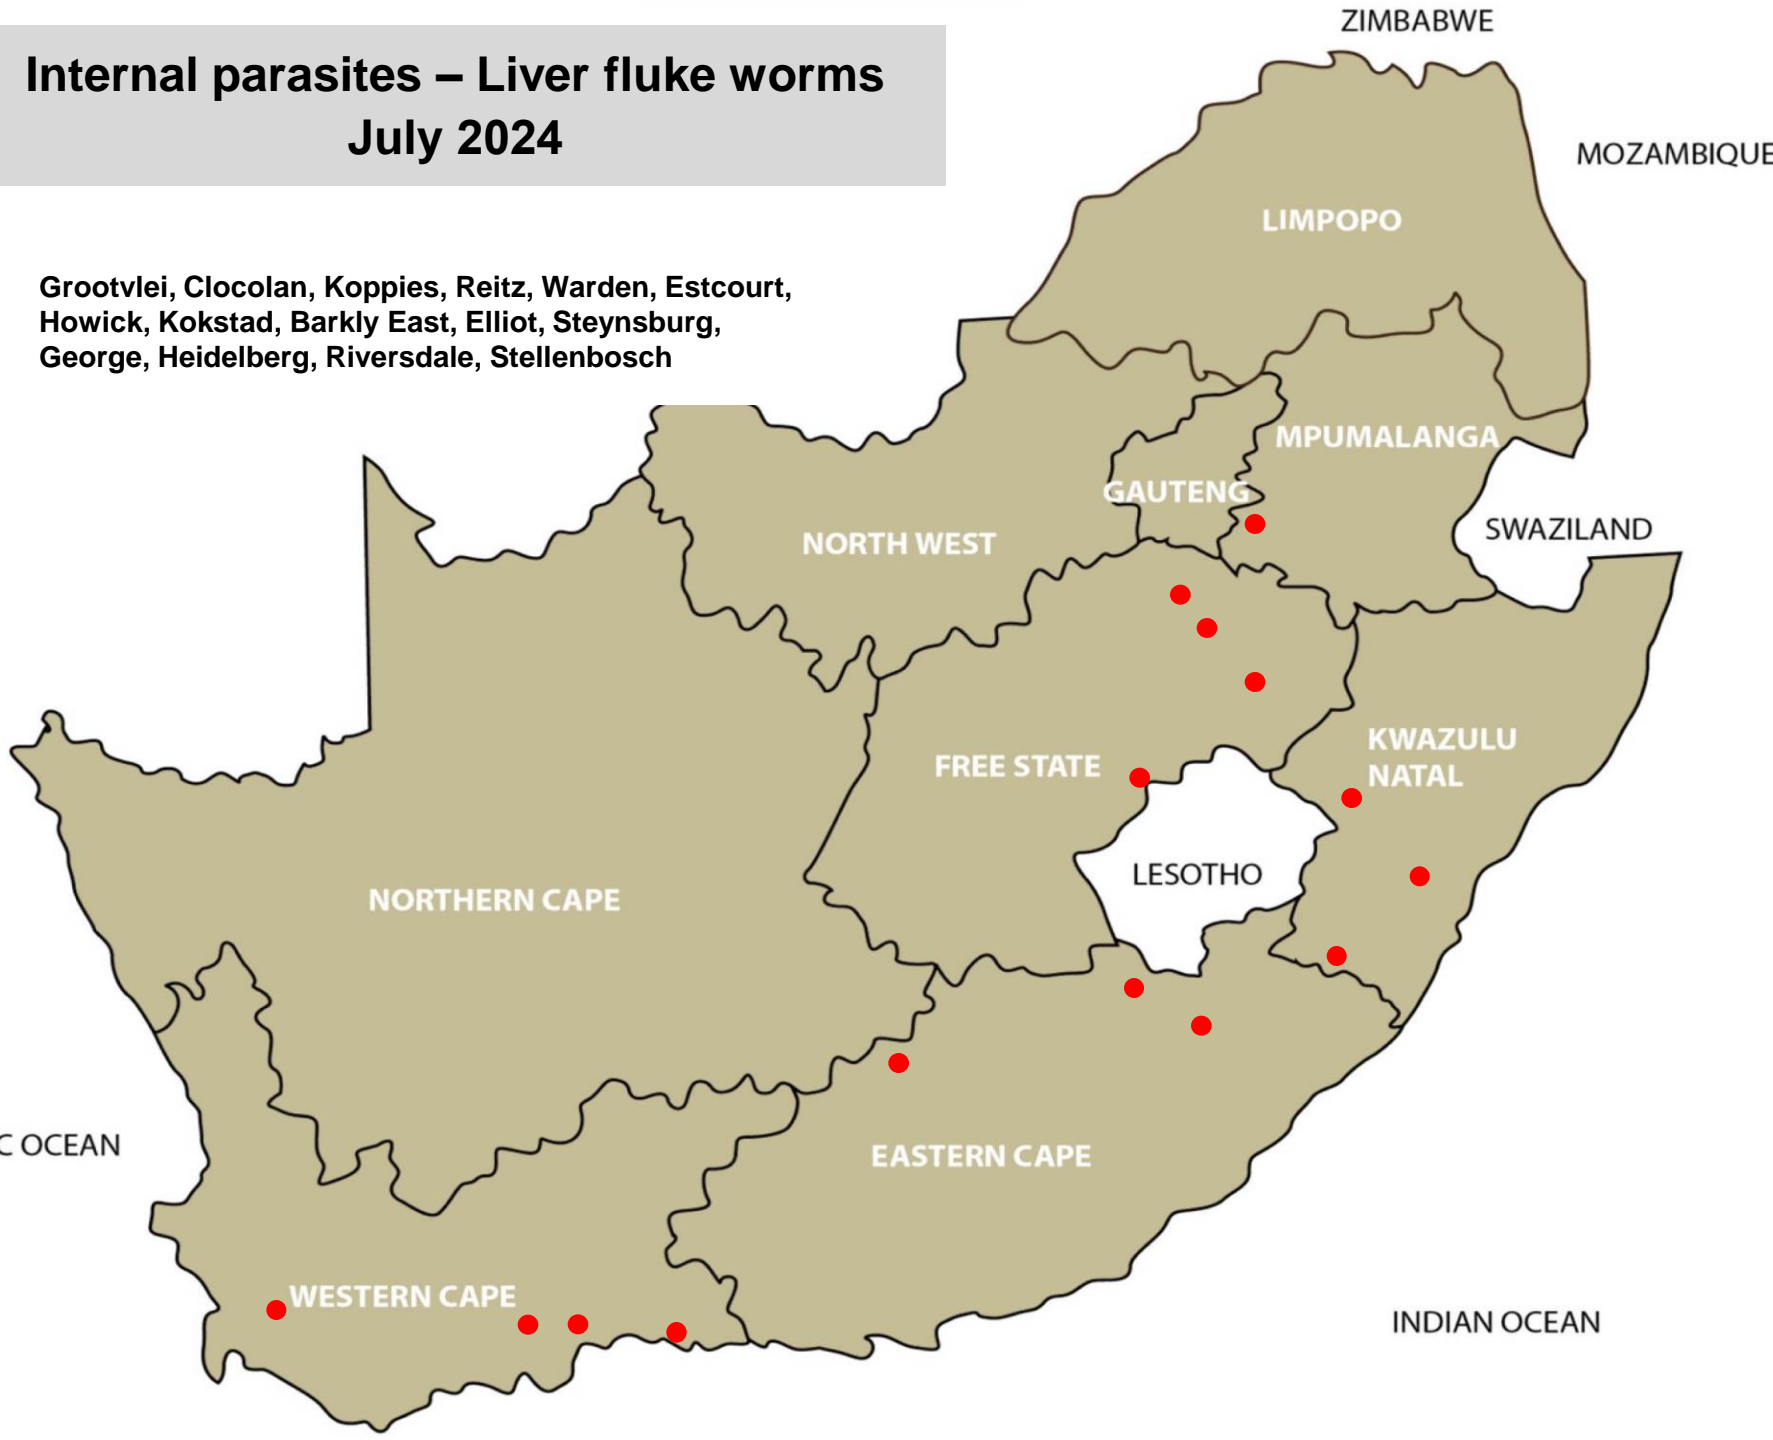 Internal parasites – Liver fluke worms
July 2024
Grootvlei, Clocolan, Koppies, Reitz, Warden, Estcourt,
Howick, Kokstad, Barkly East, Elliot, Steynsburg,
George, Heidelberg, Riversdale, Stellenbosch
ZIMBABWE
MOZAMBIQUE
LIMPOPO
MPUMALANGA
GAUTENG
SWAZILAND
NORTH WEST
KWAZULU
NATAL
FREE STATE
LESOTHO
NORTHERN CAPE
C OCEAN
EASTERN CAPE
WESTERN CAPE
INDIAN OCEAN